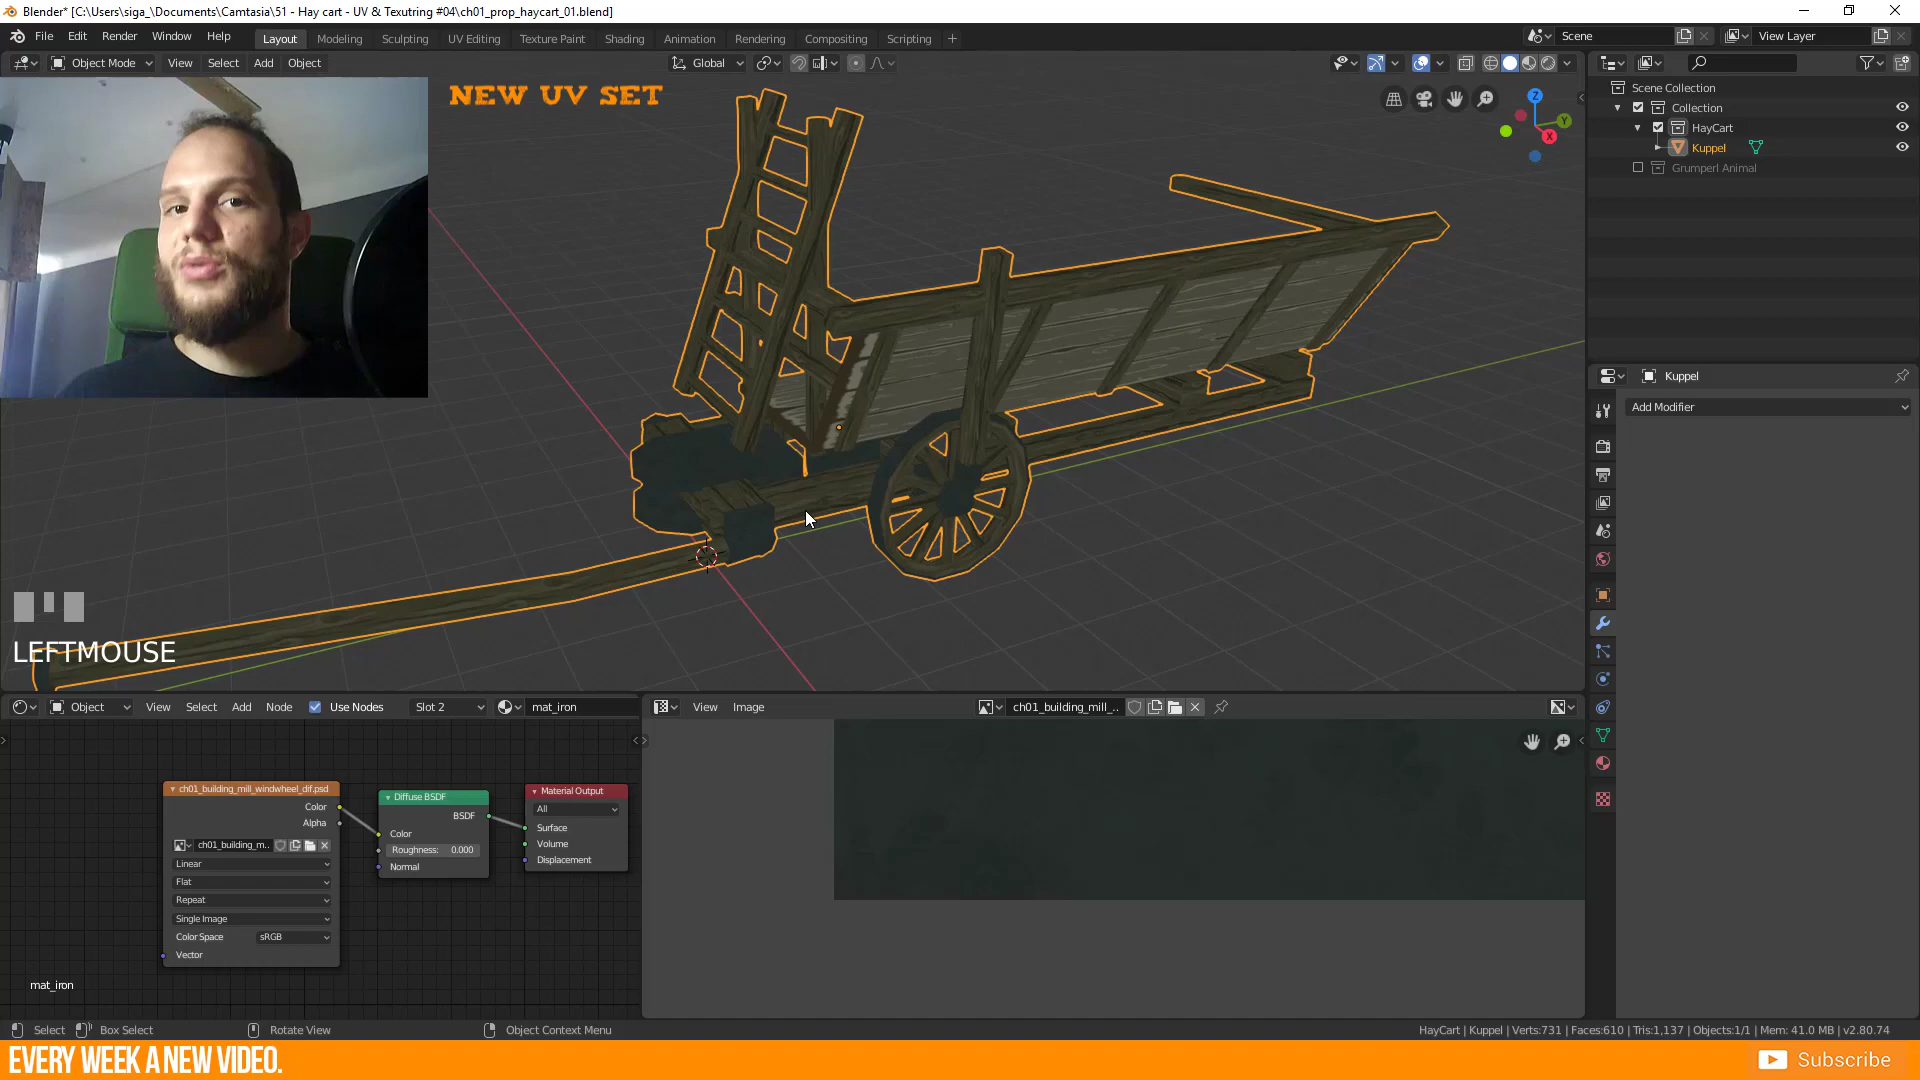 Blender* [C:\Users\siga_\Documents\Camtasia\51 - Hay cart - UV & Texutring #04\ch01_prop_haycart_01.blend]
File Edit Render Window Help Layout Modeling Sculpting UV Editing Texture Paint Shading Animation Rendering Compositing Scripting + Scene View Layer
Object Mode View Select Add Object Global
NEW UV SET
Z
Y
X
Scene Collection
Collection
HayCart
Kuppel
Grumperl Animal
Kuppel
Add Modifier
LEFTMOUSE
Object View Select Add Node Use Nodes Slot 2 mat_iron
View Image ch01_building_mill_..
ch01_building_mill_windwheel_dif.psd
Color
Alpha
ch01_building_m..
Linear
Flat
Repeat
Single Image
Color Space sRGB
Vector
Diffuse BSDF
BSDF
Color
Roughness: 0.000
Normal
Material Output
All
Surface
Volume
Displacement
mat_iron
Select Box Select Rotate View Object Context Menu HayCart | Kuppel | Verts:731 | Faces:610 | Tris:1,137 | Objects:1/1 | Mem: 41.0 MB | v2.80.74
EVERY WEEK A NEW VIDEO.
Subscribe